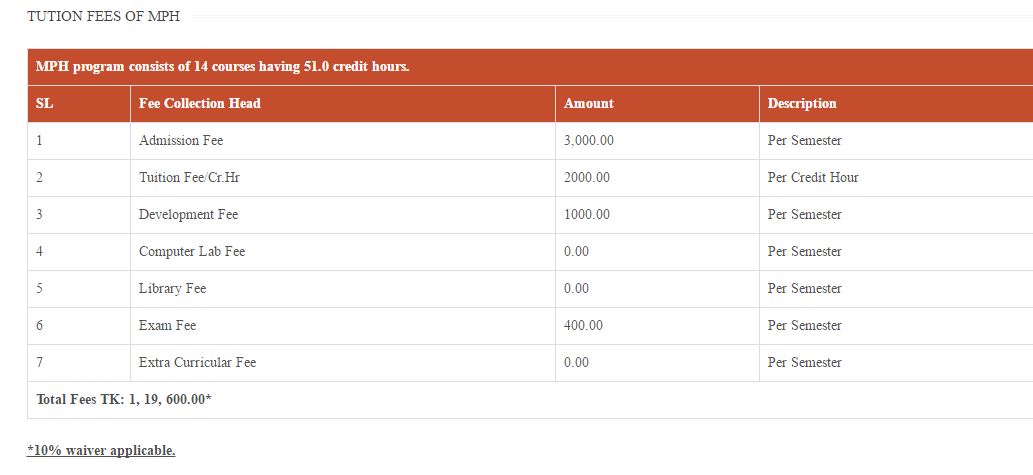 TUTION FEES OF MPH
MPH program consists of 14 courses having 51.0 credit hours.
SL Fee Collection Head Amount Description
1 Admission Fee 3,000.00 Per Semester
2 Tuition Fee/Cr.Hr 2000.00 Per Credit Hour
3 Development Fee 1000.00 Per Semester
4 Computer Lab Fee 0.00 Per Semester
5 Library Fee 0.00 Per Semester
6 Exam Fee 400.00 Per Semester
7 Extra Curricular Fee 0.00 Per Semester
Total Fees TK: 1, 19, 600.00*
*10% waiver applicable.